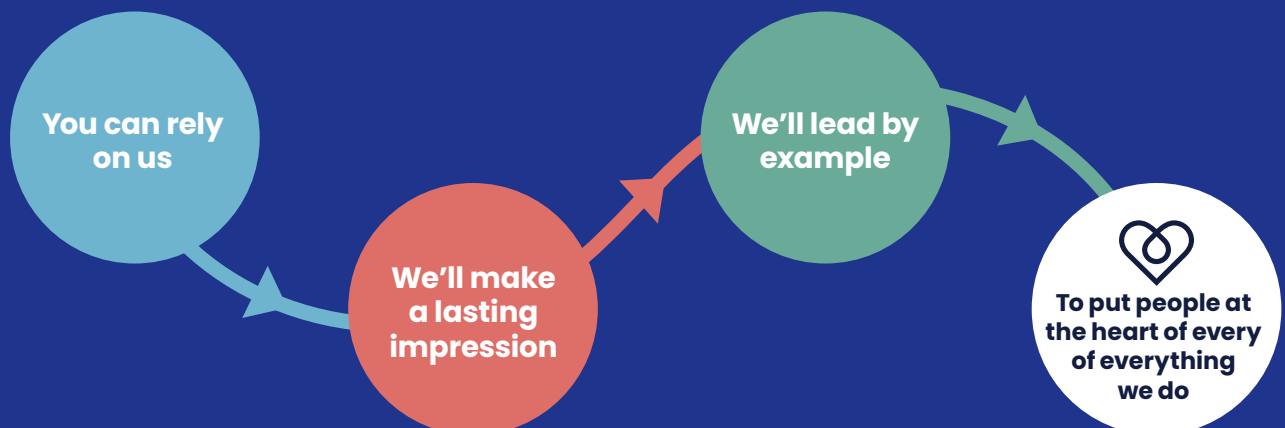 You can rely
on us
We’ll make
a lasting
impression
We’ll lead by
example
To put people at
the heart of every
of everything
we do